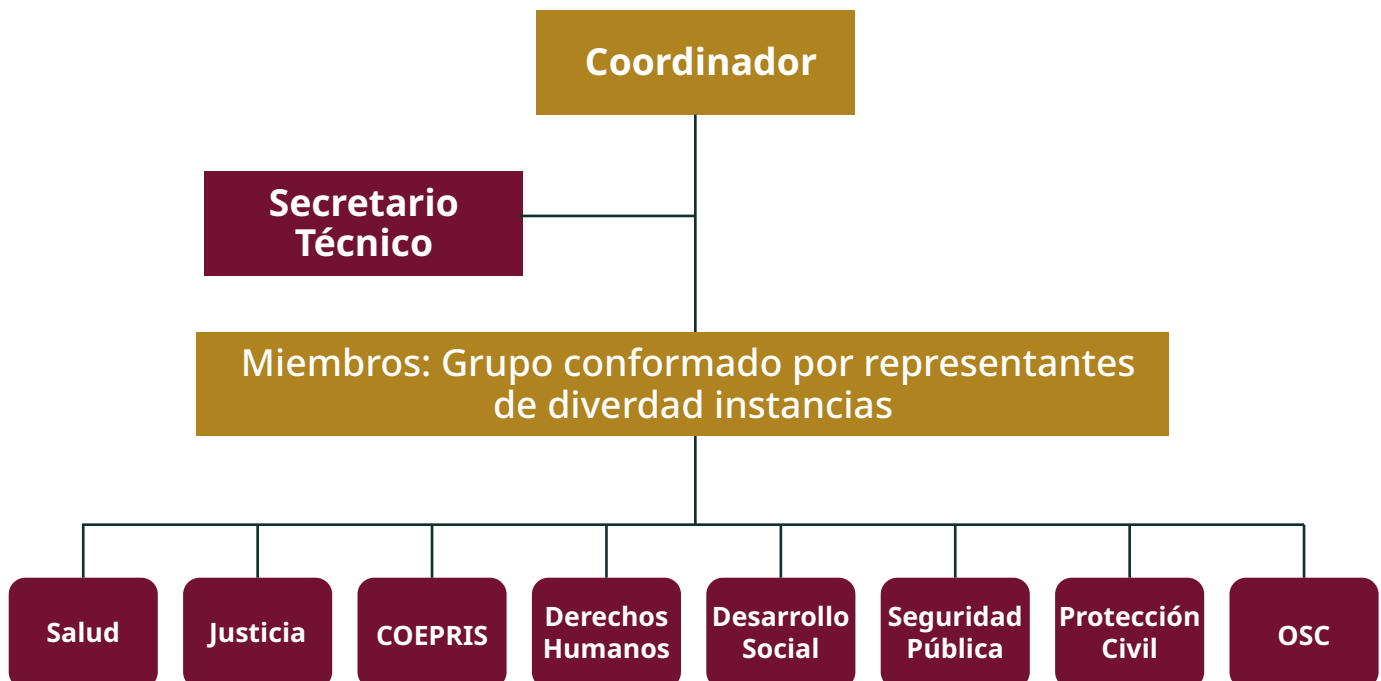 Coordinador
Secretario
Técnico
Miembros: Grupo conformado por representantes
de diverdad instancias
Salud
Justicia
COEPRIS
Derechos
Humanos
Desarrollo
Social
Seguridad
Pública
Protección
Civil
OSC